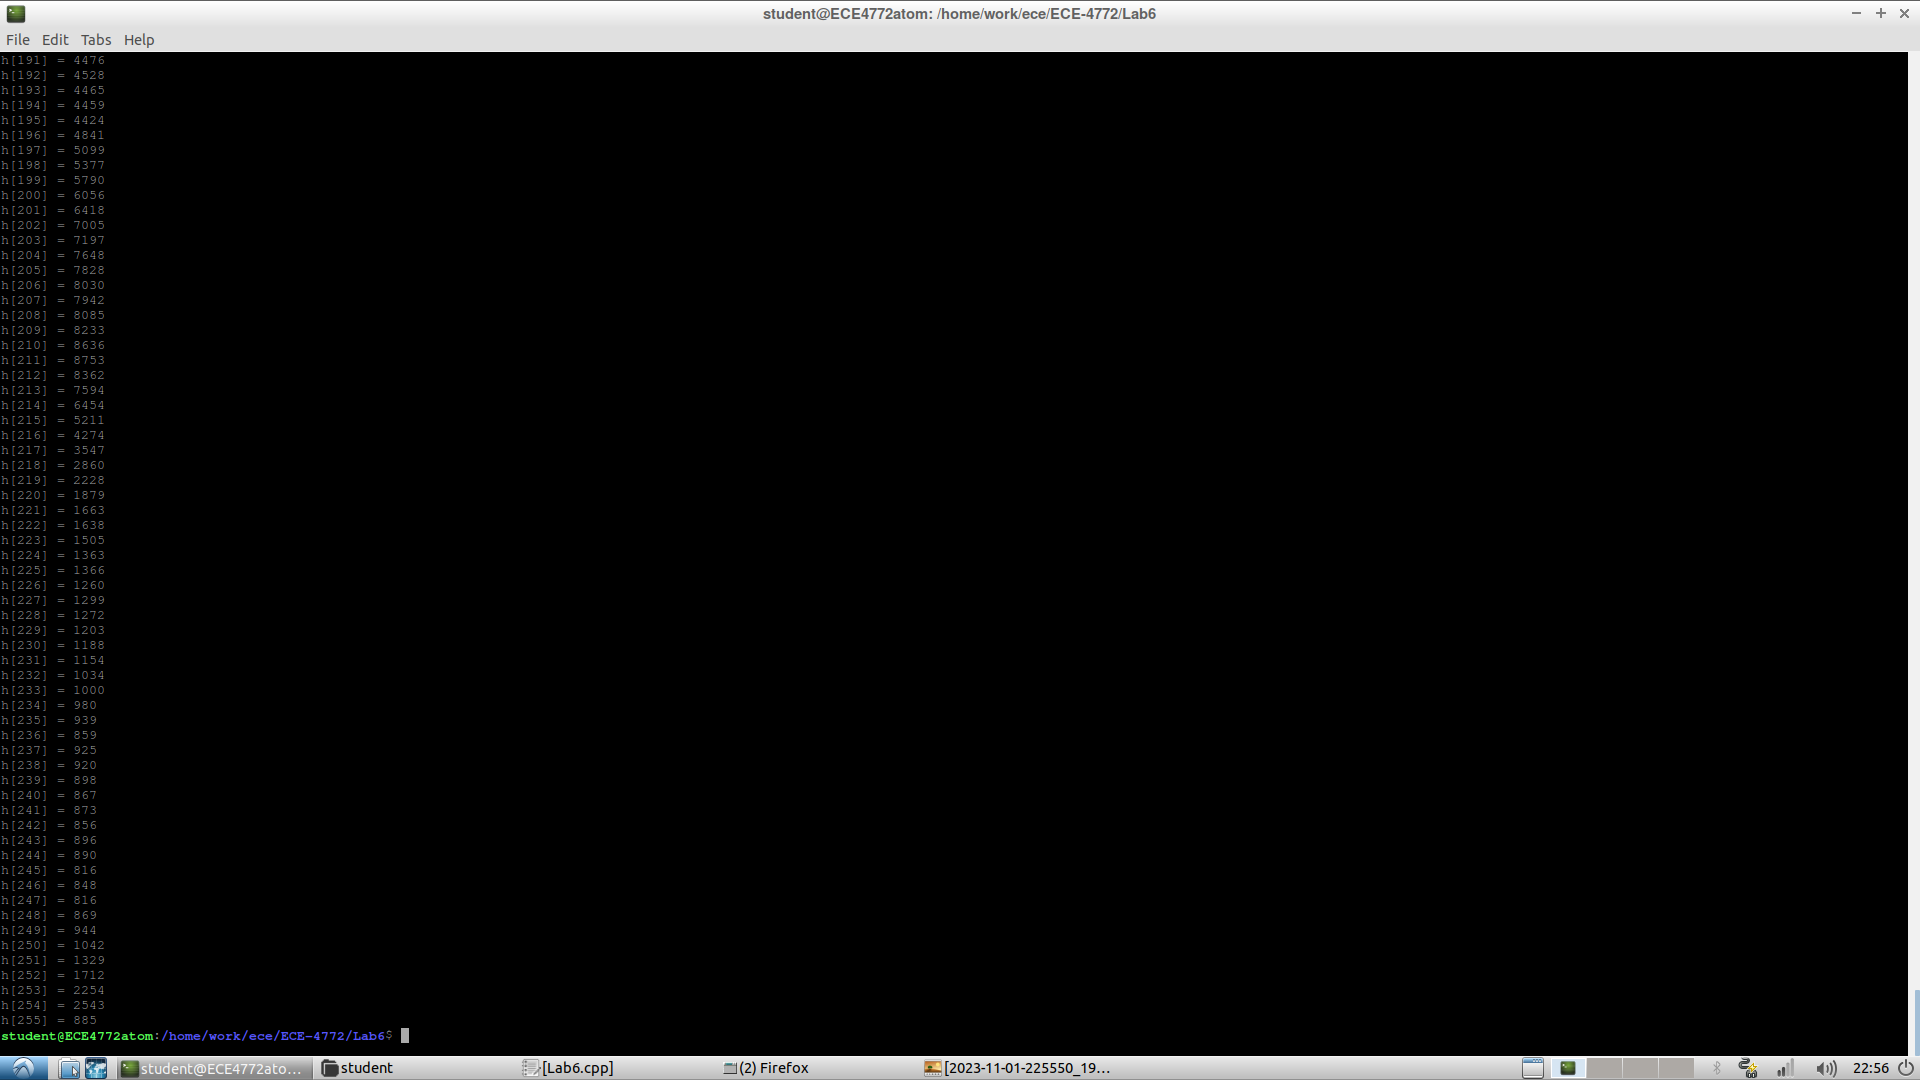 student@ECE4772atom: /home/work/ece/ECE-4772/Lab6
File Edit Tabs Help
h[191] = 4476
h[192] = 4528
h[193] = 4465
h[194] = 4459
h[195] = 4424
h[196] = 4841
h[197] = 5099
h[198] = 5377
h[199] = 5790
h[200] = 6056
h[201] = 6418
h[202] = 7005
h[203] = 7197
h[204] = 7648
h[205] = 7828
h[206] = 8030
h[207] = 7942
h[208] = 8085
h[209] = 8233
h[210] = 8636
h[211] = 8753
h[212] = 8362
h[213] = 7594
h[214] = 6454
h[215] = 5211
h[216] = 4274
h[217] = 3547
h[218] = 2860
h[219] = 2228
h[220] = 1879
h[221] = 1663
h[222] = 1638
h[223] = 1505
h[224] = 1363
h[225] = 1366
h[226] = 1260
h[227] = 1299
h[228] = 1272
h[229] = 1203
h[230] = 1188
h[231] = 1154
h[232] = 1034
h[233] = 1000
h[234] = 980
h[235] = 939
h[236] = 859
h[237] = 925
h[238] = 920
h[239] = 898
h[240] = 867
h[241] = 873
h[242] = 856
h[243] = 896
h[244] = 890
h[245] = 816
h[246] = 848
h[247] = 816
h[248] = 869
h[249] = 944
h[250] = 1042
h[251] = 1329
h[252] = 1712
h[253] = 2254
h[254] = 2543
h[255] = 885
student@ECE4772atom:/home/work/ece/ECE-4772/Lab6$
student@ECE4772ato... student [Lab6.cpp] (2) Firefox [2023-11-01-225550_19... 22:56